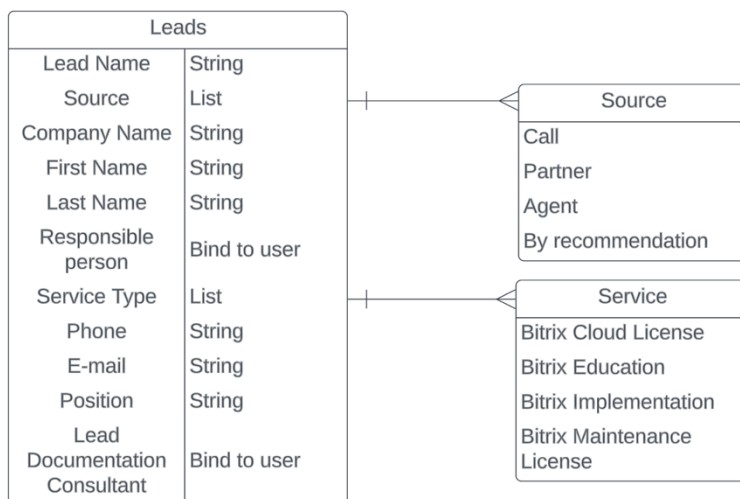 Leads
Lead Name String
Source List
Company Name String
First Name String
Last Name String
Responsible
person
Bind to user
Service Type List
Phone String
E-mail String
Position String
Lead
Documentation
Consultant
Bind to user
Source
Call
Partner
Agent
By recommendation
Service
Bitrix Cloud License
Bitrix Education
Bitrix Implementation
Bitrix Maintenance
License